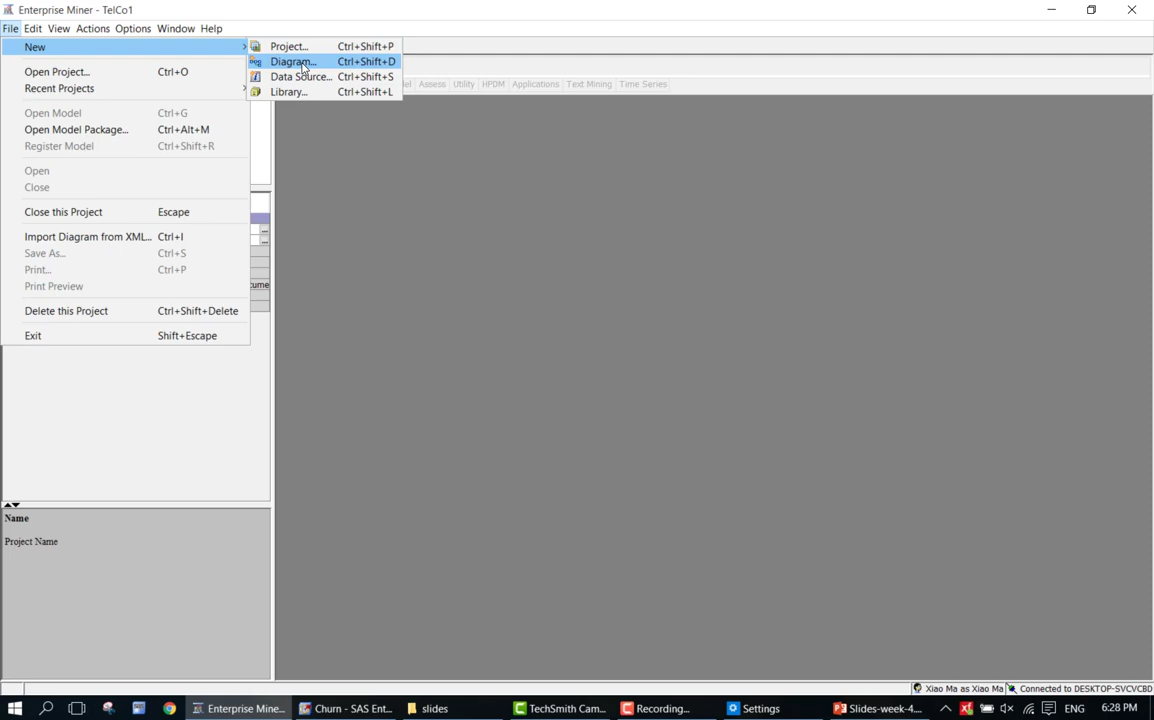 Enterprise Miner - TelCo1
File Edit View Actions Options Window Help
New
Project... Ctrl+Shift+P
Diagram... Ctrl+Shift+D
Data Source... Ctrl+Shift+S
Library... Ctrl+Shift+L
Open Project... Ctrl+O
Recent Projects
Assess Utility HPDM Applications Text Mining Time Series
Open Model Ctrl+G
Open Model Package... Ctrl+Alt+M
Register Model Ctrl+Shift+R
Open
Close
Close this Project Escape
Import Diagram from XML... Ctrl+I
Save As... Ctrl+S
Print... Ctrl+P
Print Preview
Delete this Project Ctrl+Shift+Delete
Exit Shift+Escape
Name
Project Name
Xiao Ma as Xiao Ma Connected to DESKTOP-SVCVCBD
Enterprise Mine... Churn - SAS Ent... slides TechSmith Cam... Recording... Settings Slides-week-4.... ENG 6:28 PM